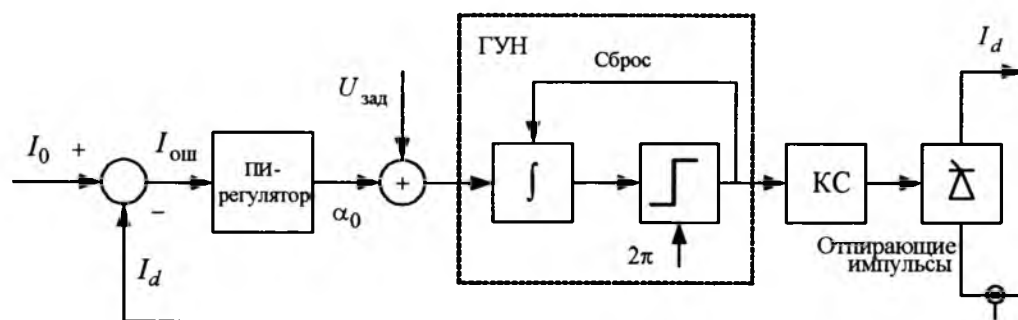 ГУН
Сброс
I_d
U_зад
I_0
+
I_ош
ПИ-
регулятор
+
∫
КС
−
α_0
2π
Отпирающие
импульсы
I_d